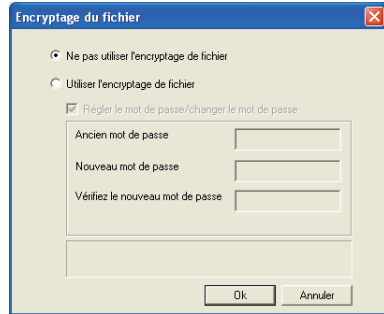 Encryptage du fichier
Ne pas utiliser l'encryptage de fichier
Utiliser l'encryptage de fichier
Régler le mot de passe/changer le mot de passe
Ancien mot de passe
Nouveau mot de passe
Vérifiez le nouveau mot de passe
Ok Annuler